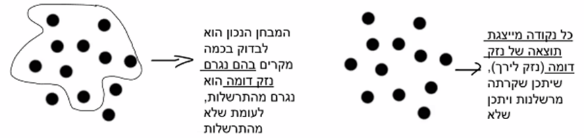 כל נקודה מייצגת
תוצאה של נזק
דומה (נזק לירך),
שיתכן שקרתה
מרשלנות ויתכן
שלא
המבחן הנכון הוא
לבדוק בכמה
מקרים בהם נגרם
נזק דומה הוא
נגרם מהתרשלות,
לעומת שלא
מהתרשלות